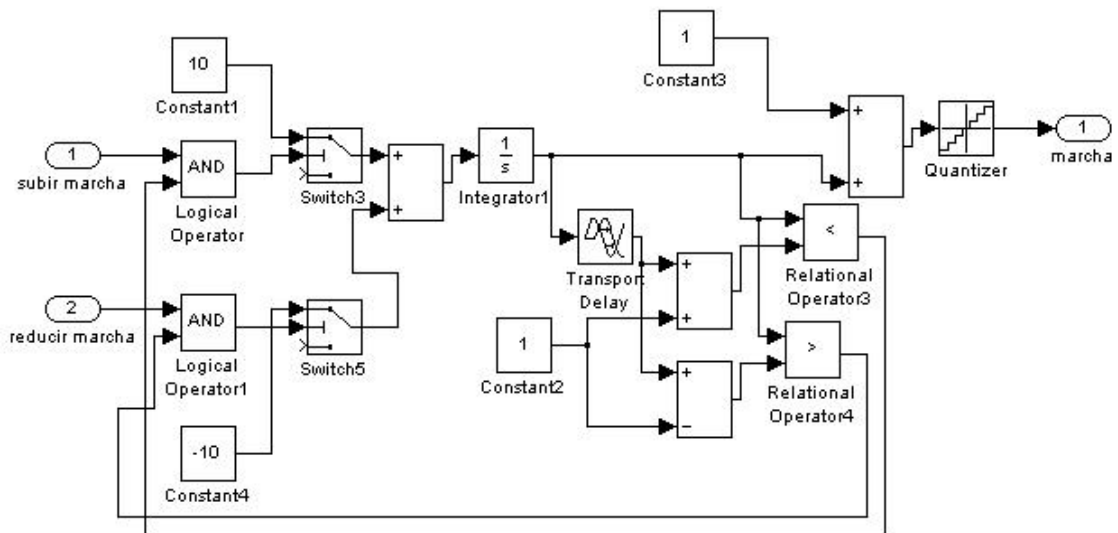 1
Constant3
10
Constant1
1
subir marcha
AND
Logical
Operator
Switch3
+
+
1
s
Integrator1
+
+
Quantizer
1
marcha
Transport
Delay
+
+
<
Relational
Operator3
2
reducir marcha
AND
Logical
Operator1
Switch5
1
Constant2
+
−
>
Relational
Operator4
-10
Constant4